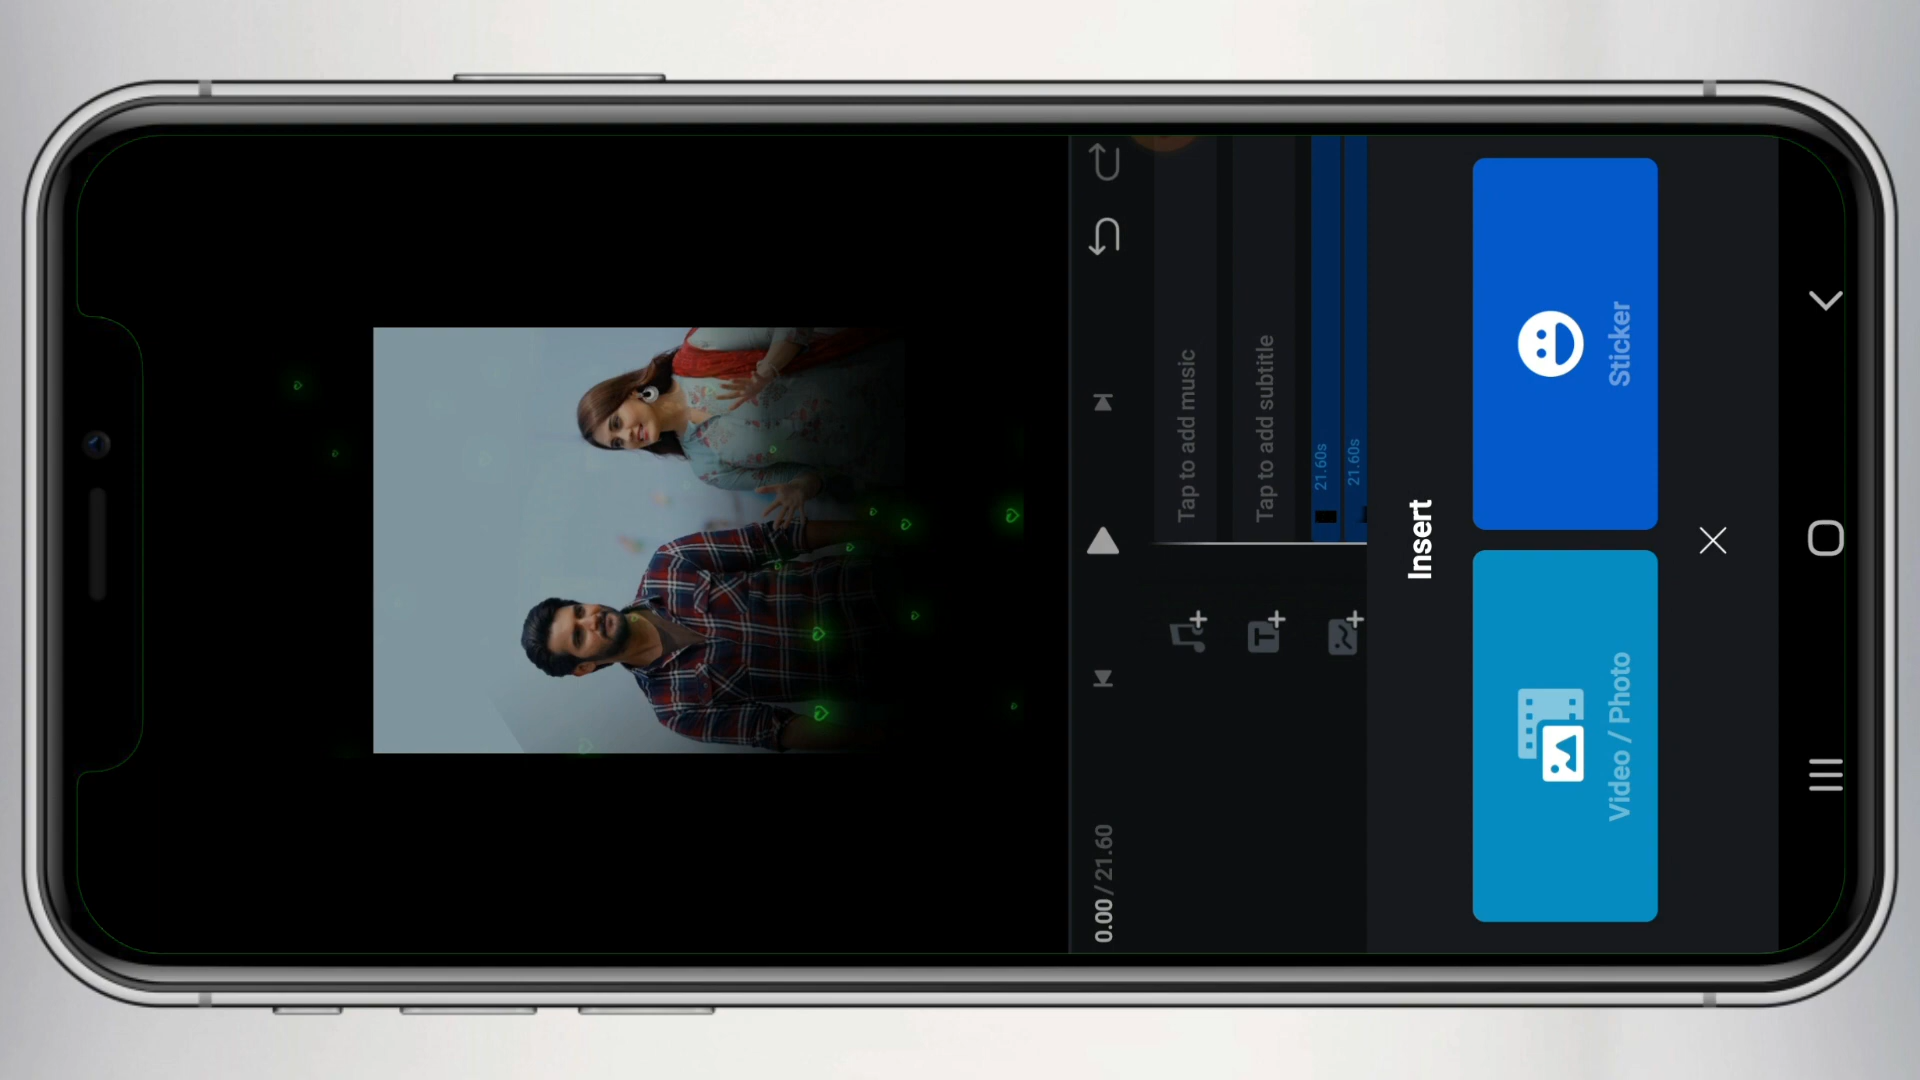 0.00 / 21.60
Tap to add music
Tap to add subtitle
21.60s
21.60s
Insert
Video / Photo
Sticker